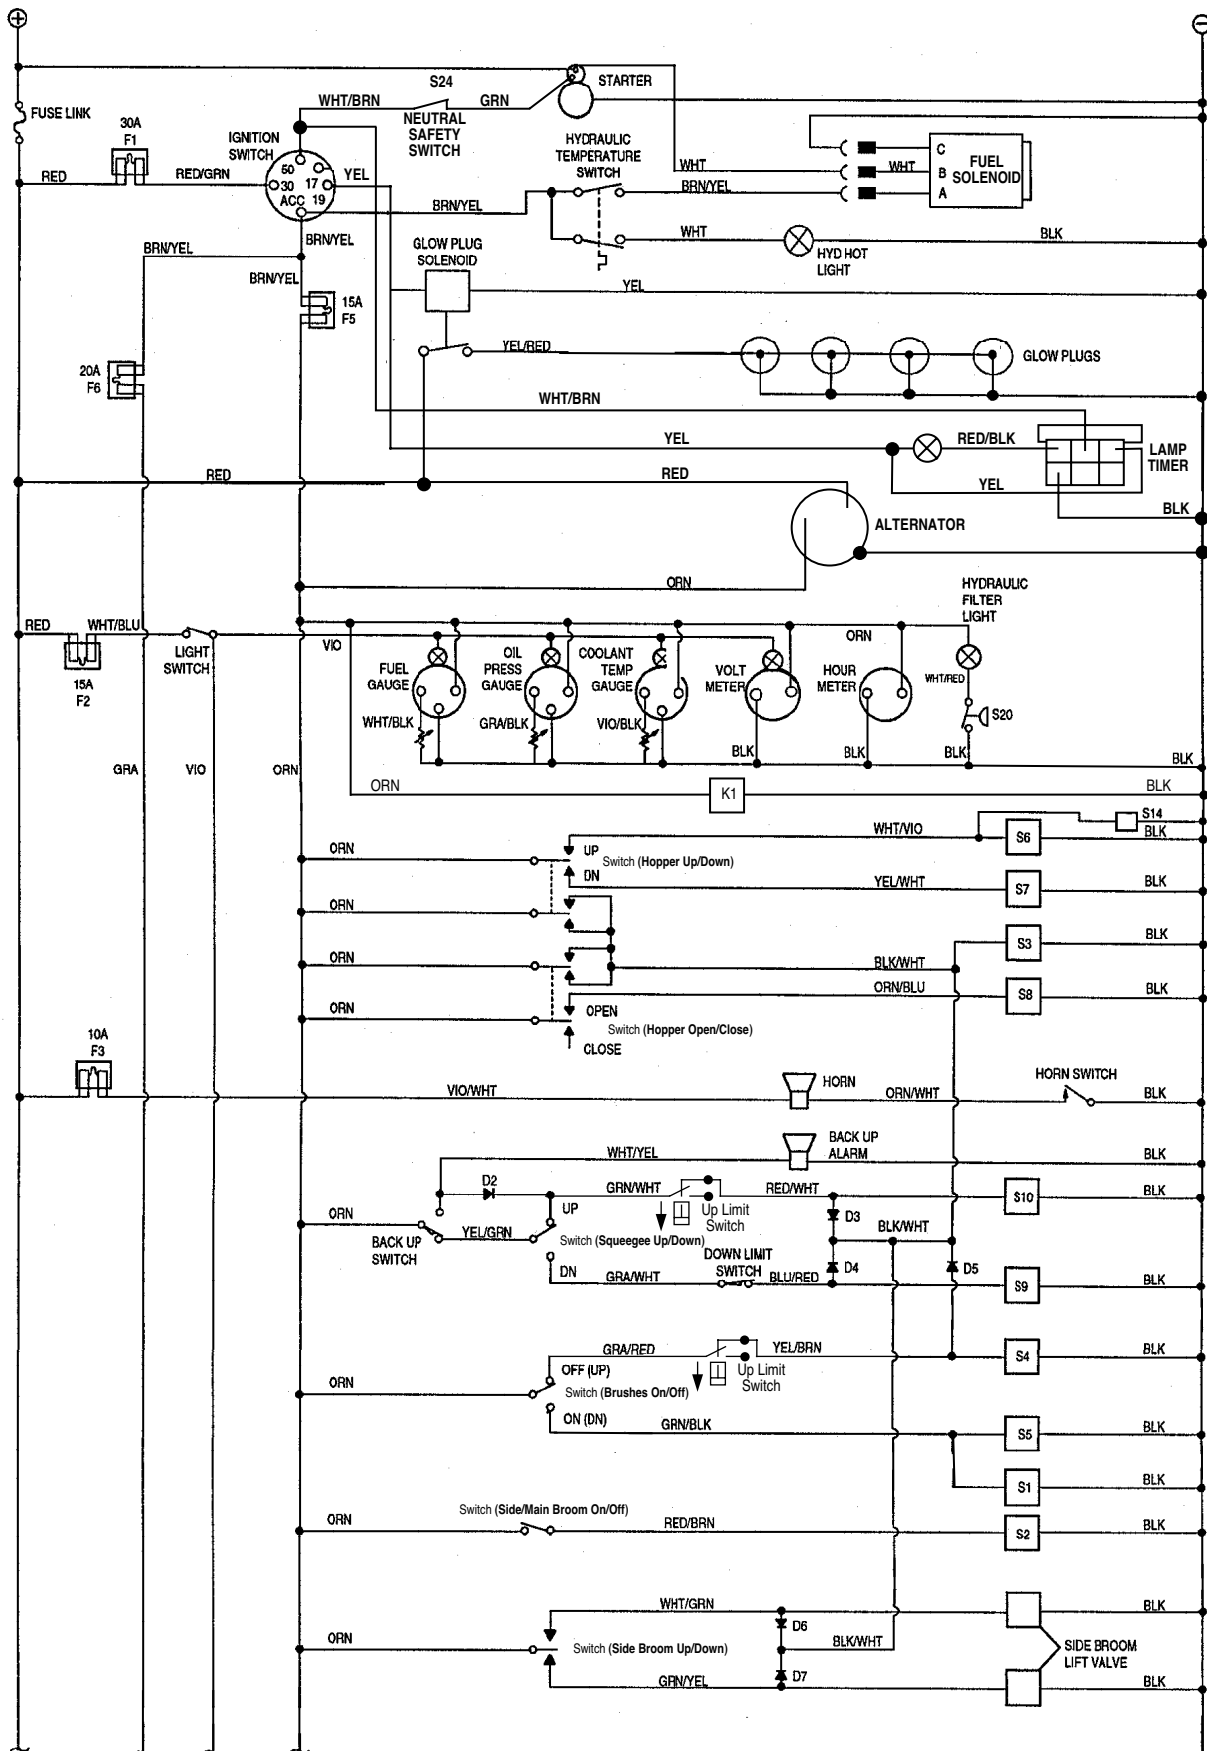 +
−
S24
STARTER
WHT/BRN
GRN
FUSE LINK
NEUTRAL
SAFETY
SWITCH
30A
F1
IGNITION
SWITCH
HYDRAULIC
TEMPERATURE
SWITCH
C
FUEL
SOLENOID
50
WHT
WHT
B
RED
RED/GRN
30
17
YEL
BRN/YEL
A
ACC
19
BRN/YEL
BRN/YEL
WHT
BLK
BRN/YEL
GLOW PLUG
SOLENOID
HYD HOT
LIGHT
BRN/YEL
YEL
15A
F5
YEL/RED
GLOW PLUGS
20A
F6
WHT/BRN
YEL
RED/BLK
LAMP
TIMER
RED
RED
YEL
BLK
ALTERNATOR
ORN
HYDRAULIC
FILTER
LIGHT
RED
WHT/BLU
LIGHT
SWITCH
VIO
ORN
15A
F2
FUEL
GAUGE
OIL
PRESS
GAUGE
COOLANT
TEMP
GAUGE
VOLT
METER
HOUR
METER
WHT/RED
WHT/BLK
GRA/BLK
VIO/BLK
S20
BLK
BLK
BLK
BLK
GRA
VIO
ORN
ORN
K1
BLK
S14
WHT/VIO
S6
BLK
ORN
UP
Switch (Hopper Up/Down)
DN
YEL/WHT
S7
BLK
ORN
S3
BLK
ORN
BLK/WHT
ORN/BLU
S8
BLK
ORN
OPEN
Switch (Hopper Open/Close)
CLOSE
10A
F3
VIO/WHT
HORN
ORN/WHT
HORN SWITCH
BLK
WHT/YEL
BACK UP
ALARM
BLK
D2
GRN/WHT
RED/WHT
S10
BLK
UP
Up Limit
Switch
D3
ORN
BACK UP
SWITCH
YEL/GRN
Switch (Squeegee Up/Down)
BLK/WHT
DOWN LIMIT
SWITCH
DN
GRA/WHT
BLU/RED
D4
D5
S9
BLK
GRA/RED
YEL/BRN
S4
BLK
OFF (UP)
Up Limit
Switch
ORN
Switch (Brushes On/Off)
ON (DN)
GRN/BLK
S5
BLK
S1
BLK
Switch (Side/Main Broom On/Off)
ORN
RED/BRN
S2
BLK
WHT/GRN
BLK
D6
ORN
Switch (Side Broom Up/Down)
BLK/WHT
SIDE BROOM
LIFT VALVE
D7
GRN/YEL
BLK